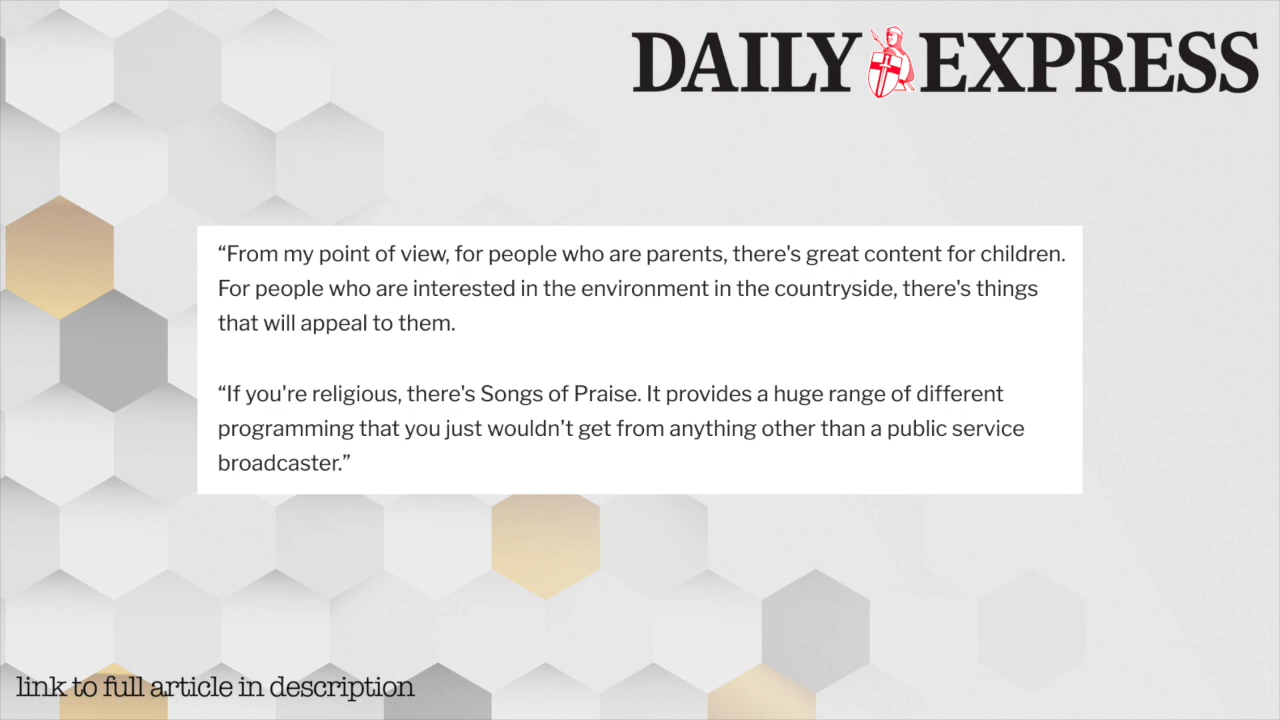 DAILY EXPRESS
“From my point of view, for people who are parents, there's great content for children.
For people who are interested in the environment in the countryside, there's things
that will appeal to them.
“If you're religious, there's Songs of Praise. It provides a huge range of different
programming that you just wouldn't get from anything other than a public service
broadcaster.”
link to full article in description